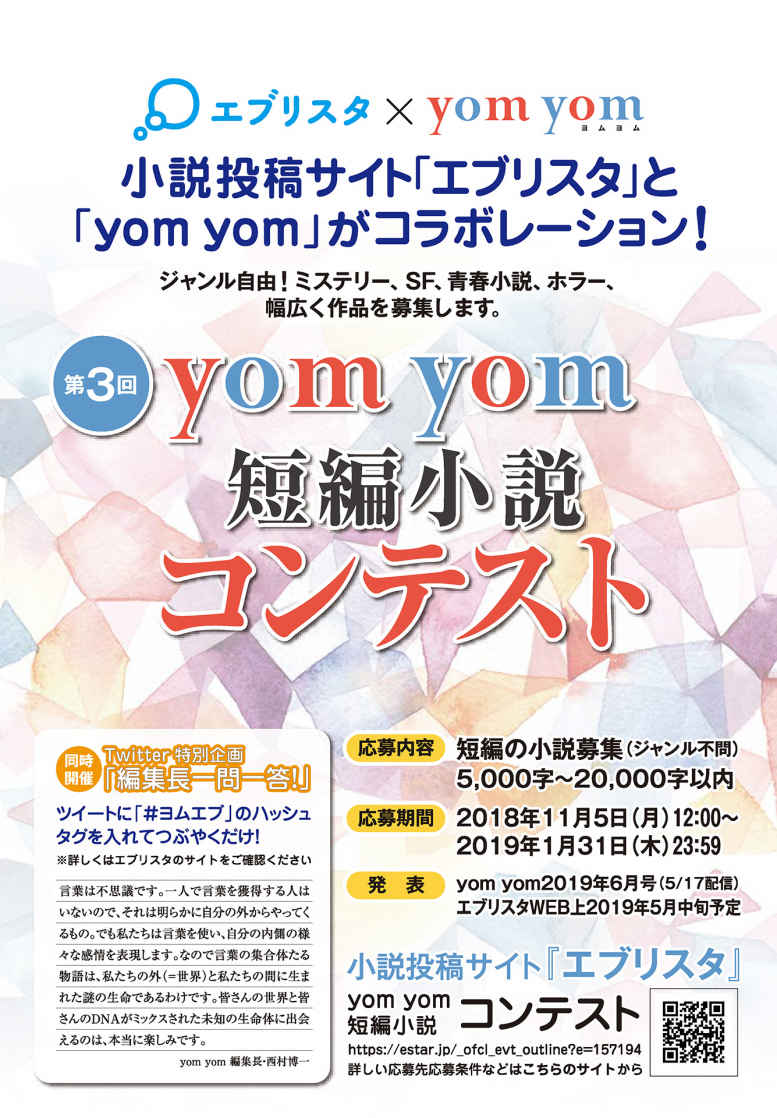 エブリスタ×yom yom
ヨムヨム
小説投稿サイト「エブリスタ」と
「yom yom」がコラボレーション!
ジャンル自由!ミステリー、SF、青春小説、ホラー、
幅広く作品を募集します。
第3回
yom yom
短編小説
コンテスト
同時
開催
Twitter 特別企画
「編集長一問一答!」
ツイートに「#ヨムエブ」のハッシュ
タグを入れてつぶやくだけ!
※詳しくはエブリスタのサイトをご確認ください
言葉は不思議です。一人で言葉を獲得する人は
いないので、それは明らかに自分の外からやってく
るもの。でも私たちは言葉を使い、自分の内側の様
々な感情を表現します。なので言葉の集合体たる
物語は、私たちの外(=世界)と私たちの間に生ま
れた謎の生命であるわけです。皆さんの世界と皆
さんのDNAがミックスされた未知の生命体に出会
えるのは、本当に楽しみです。
yom yom 編集長・西村博一
応募内容
短編の小説募集(ジャンル不問)
5,000字〜20,000字以内
応募期間
2018年11月5日(月)12:00〜
2019年1月31日(木)23:59
発 表
yom yom2019年6月号(5/17配信)
エブリスタWEB上2019年5月中旬予定
小説投稿サイト『エブリスタ』
yom yom
短編小説
コンテスト
https://estar.jp/_ofcl_evt_outline?e=157194
詳しい応募先応募条件などはこちらのサイトから